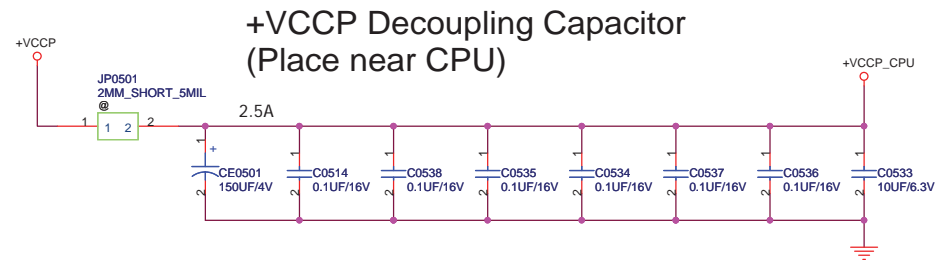 +VCCP Decoupling Capacitor
(Place near CPU)
+VCCP
+VCCP_CPU
JP0501
2MM_SHORT_5MIL
@
1 1 2 2
2.5A
1 + 1 1 1 1 1 1 1
CE0501 C0514 C0538 C0535 C0534 C0537 C0536 C0533
150UF/4V 0.1UF/16V 0.1UF/16V 0.1UF/16V 0.1UF/16V 0.1UF/16V 0.1UF/16V 10UF/6.3V
2 2 2 2 2 2 2 2